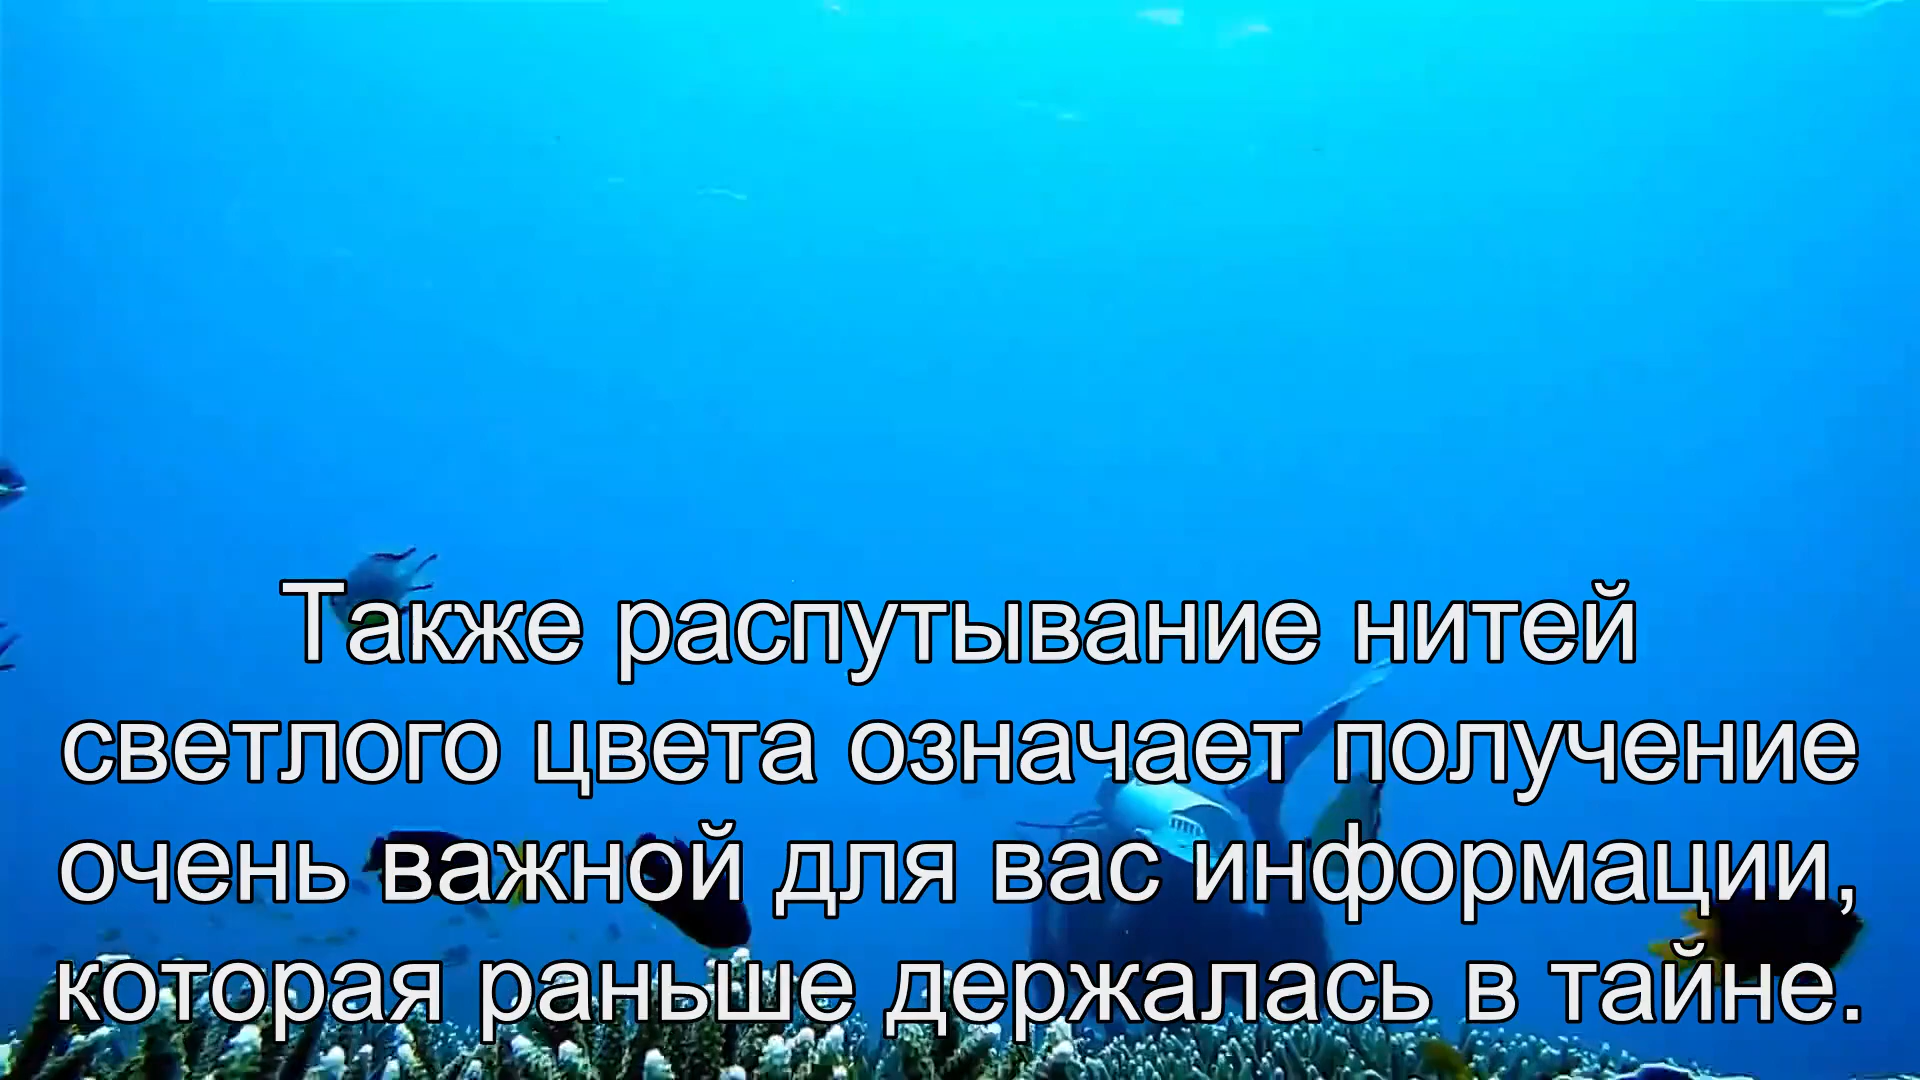 Также распутывание нитей
светлого цвета означает получение
очень важной для вас информации,
которая раньше держалась в тайне.